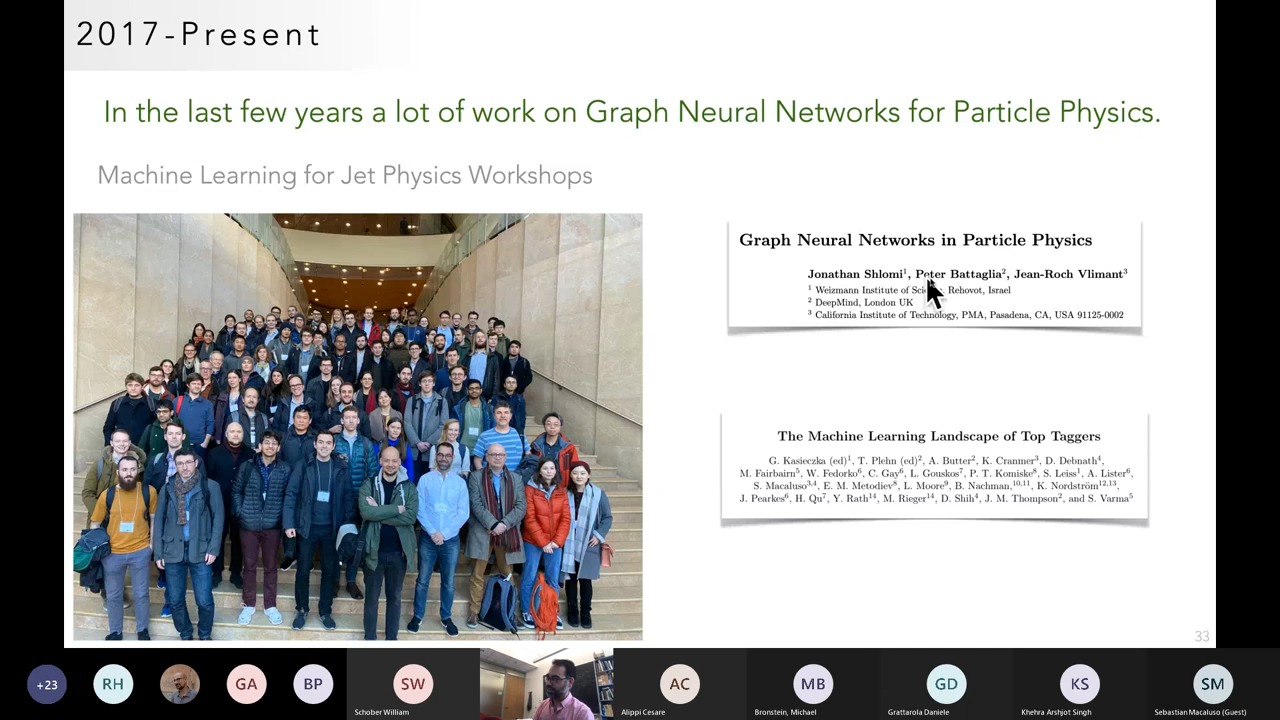 2017-Present
In the last few years a lot of work on Graph Neural Networks for Particle Physics.
Machine Learning for Jet Physics Workshops
Graph Neural Networks in Particle Physics
Jonathan Shlomi¹, Peter Battaglia², Jean-Roch Vlimant³
¹ Weizmann Institute of Rehovot, Israel
² DeepMind, London UK
³ California Institute of Technology, PMA, Pasadena, CA, USA 91125-0002
The Machine Learning Landscape of Top Taggers
G. Kasieczka (ed)¹, T. Plehn (ed)², A. Butter², K. Cranmer³, D. Debnath⁴,
M. Fairbairn⁵, W. Fedorko⁶, C. Gay⁶, L. Gouskos⁷, P. T. Komiske⁸, S. Leiss¹, A. Lister⁶,
S. Macaluso³,⁴, E. M. Metodiev⁸, L. Moore⁹, B. Nachman,¹⁰,¹¹, K. Nordström¹²,¹³,
J. Pearkes⁶, H. Qu⁷, Y. Rath¹⁴, M. Rieger¹⁴, D. Shih⁴, J. M. Thompson², and S. Varma⁵
33
+23
RH
GA
BP
SW
AC
MB
GD
KS
SM
Schober William
Alippi Cesare
Bronstein, Michael
Grattarola Daniele
Khehra Arshjot Singh
Sebastian Macaluso (Guest)